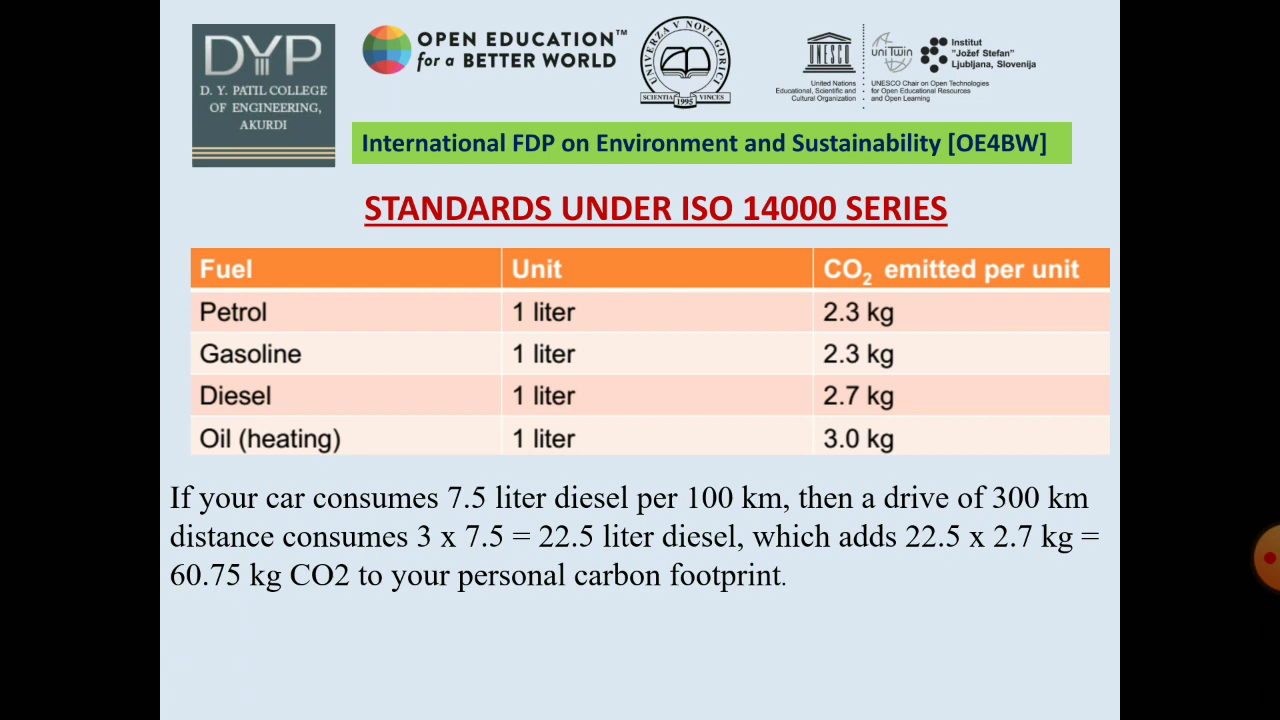 DYP
D. Y. PATIL COLLEGE
OF ENGINEERING,
AKURDI
OPEN EDUCATION™
for a BETTER WORLD
UNIVERZA V NOVI GORICI
SCIENTIA VINCES
1995
UNESCO
United Nations
Educational, Scientific and
Cultural Organization
uniTwin
Institut
"Jožef Stefan"
Ljubljana, Slovenija
UNESCO Chair on Open Technologies
for Open Educational Resources
and Open Learning
International FDP on Environment and Sustainability [OE4BW]
STANDARDS UNDER ISO 14000 SERIES
Fuel Unit CO₂ emitted per unit
Petrol 1 liter 2.3 kg
Gasoline 1 liter 2.3 kg
Diesel 1 liter 2.7 kg
Oil (heating) 1 liter 3.0 kg
If your car consumes 7.5 liter diesel per 100 km, then a drive of 300 km
distance consumes 3 x 7.5 = 22.5 liter diesel, which adds 22.5 x 2.7 kg =
60.75 kg CO2 to your personal carbon footprint.